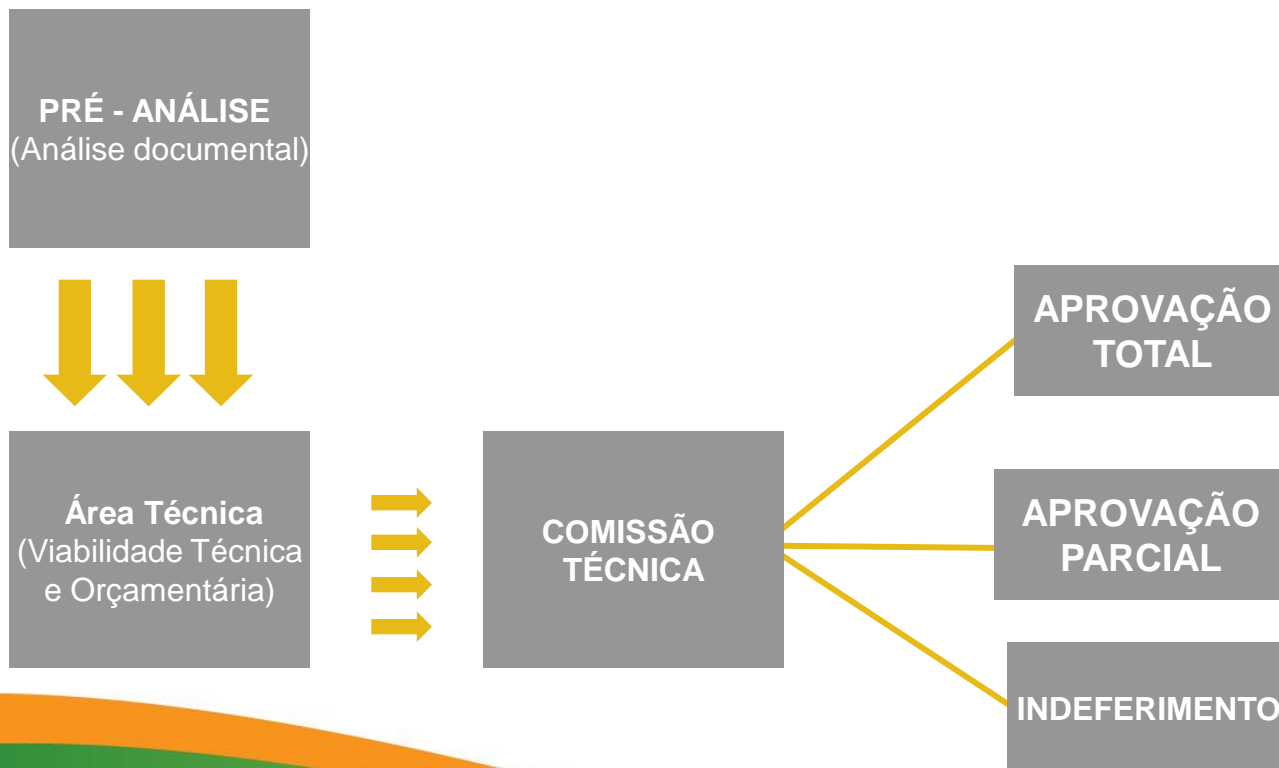 PRÉ - ANÁLISE
(Análise documental)
Área Técnica
(Viabilidade Técnica
e Orçamentária)
COMISSÃO
TÉCNICA
APROVAÇÃO
TOTAL
APROVAÇÃO
PARCIAL
INDEFERIMENTO